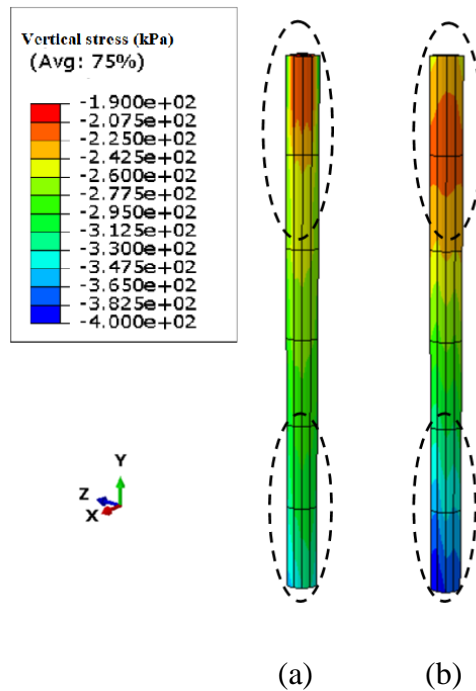 Vertical stress (kPa)
(Avg: 75%)
-1.900e+02
-2.075e+02
-2.250e+02
-2.425e+02
-2.600e+02
-2.775e+02
-2.950e+02
-3.125e+02
-3.300e+02
-3.475e+02
-3.650e+02
-3.825e+02
-4.000e+02
Y
Z
X
(a) (b)